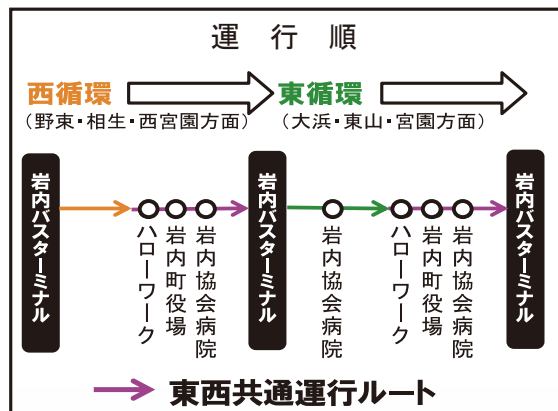 運行順
西循環
(野束・相生・西宮園方面)
東循環
(大浜・東山・宮園方面)
岩内バスターミナル
ハローワーク
岩内町役場
岩内協会病院
岩内バスターミナル
岩内協会病院
ハローワーク
岩内町役場
岩内協会病院
岩内バスターミナル
東西共通運行ルート